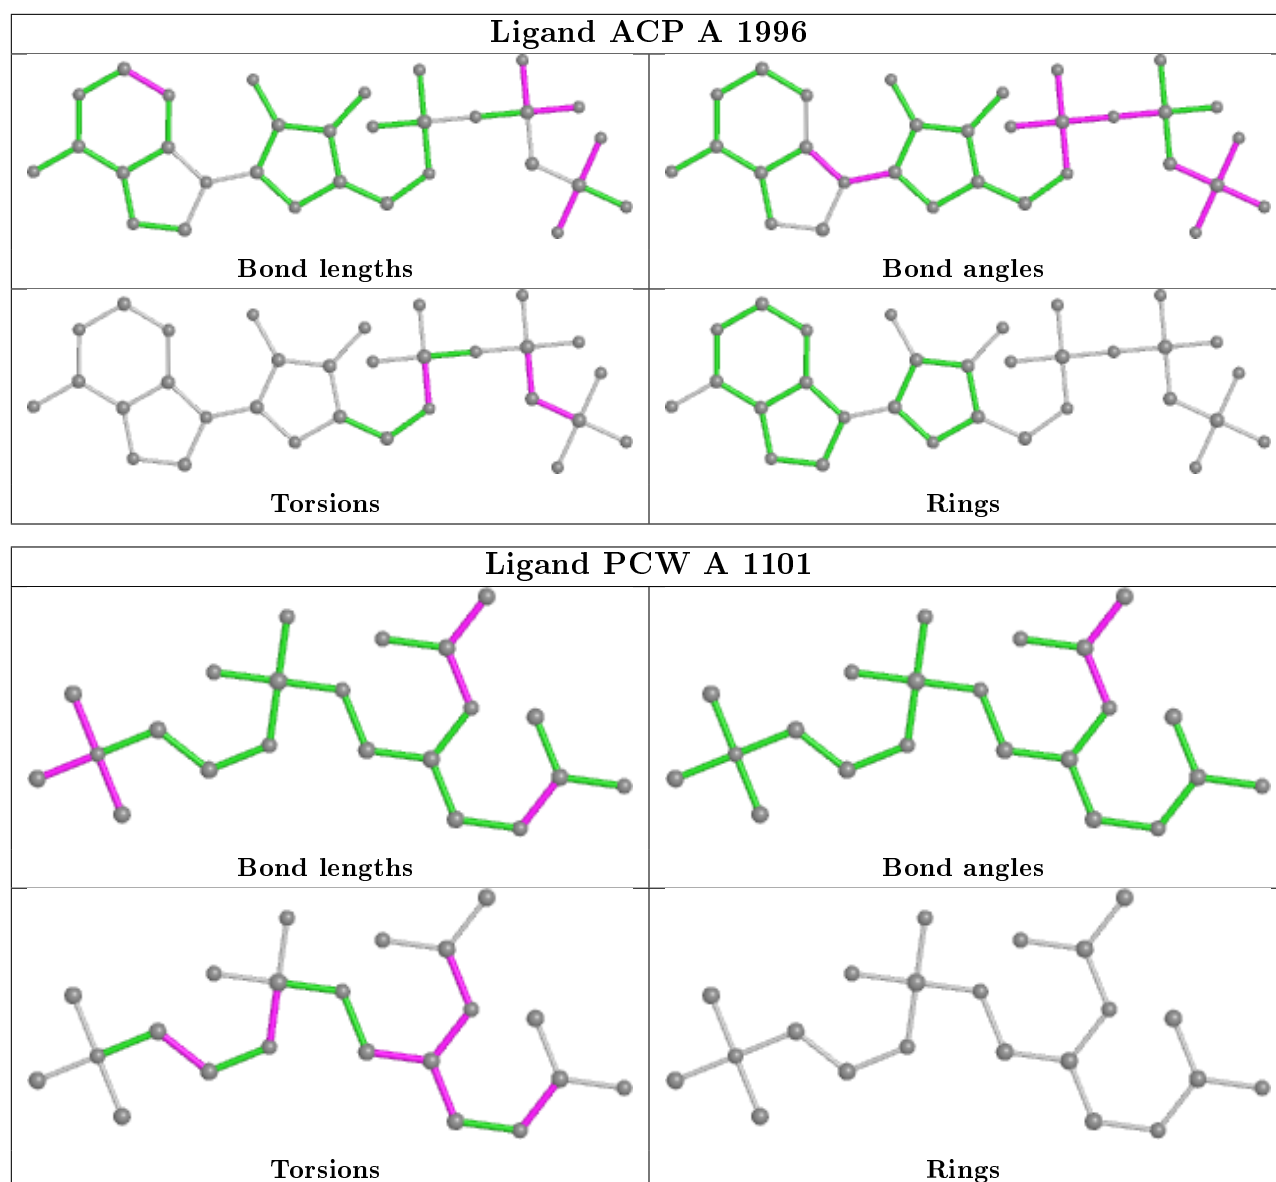 Ligand ACP A 1996
Bond lengths
Bond angles
Torsions
Rings
Ligand PCW A 1101
Bond lengths
Bond angles
Torsions
Rings